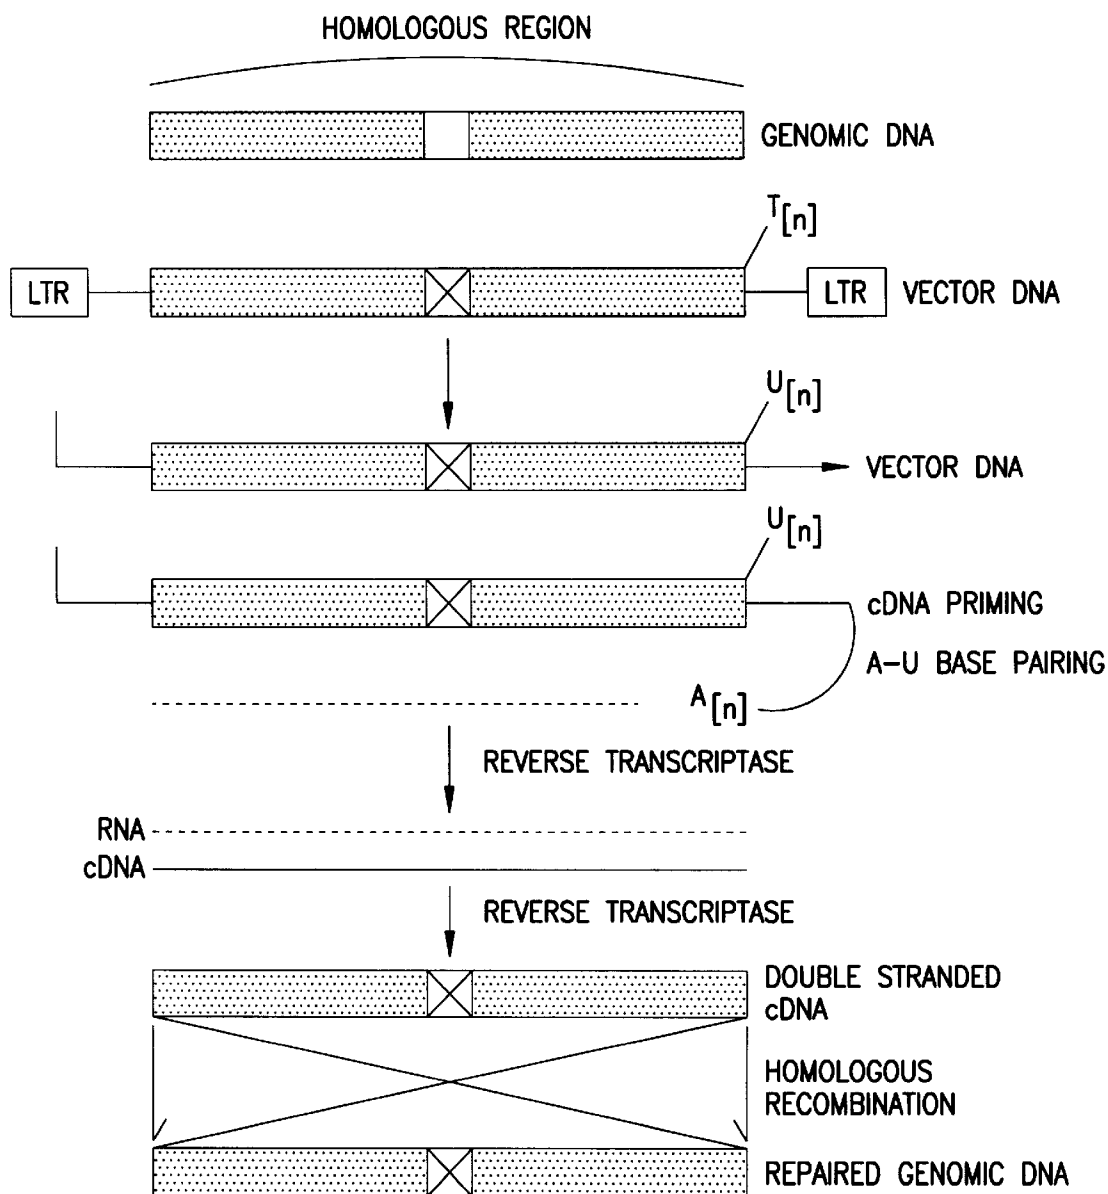 HOMOLOGOUS REGION
GENOMIC DNA
T[n]
LTR
LTR
VECTOR DNA
U[n]
VECTOR DNA
U[n]
cDNA PRIMING
A-U BASE PAIRING
A[n]
REVERSE TRANSCRIPTASE
RNA
cDNA
REVERSE TRANSCRIPTASE
DOUBLE STRANDED
cDNA
HOMOLOGOUS
RECOMBINATION
REPAIRED GENOMIC DNA